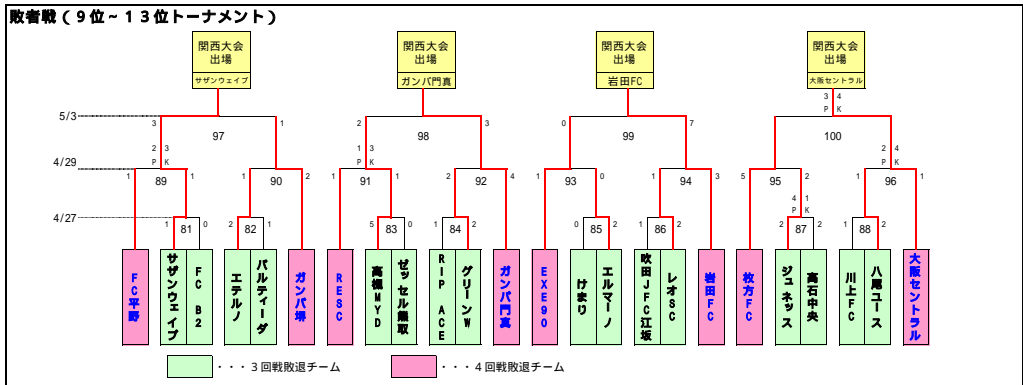 敗者戦(9位~13位トーナメント)
関西大会
出場
サザンウェイブ
関西大会
出場
ガンバ門真
関西大会
出場
岩田FC
関西大会
出場
大阪セントラル
3 4
P K
5/3
3 1 2 3 0 7
97 98 99 100
2 3
P K
1 3
P K
2 4
P K
4/29
1 1 1 2 1 1 2 4 1 0 1 3 5 2 1 1
89 90 91 92 93 94 95 96
4 1
P K
4/27
1 0 2 1 5 0 1 2 0 2 1 2 2 2 1 2
81 82 83 84 85 86 87 88
FC平野
サザンウェイブ
FC B2
エテルノ
パルティーダ
ガンバ堺
RESC
高槻MYD
ゼッセル熊取
RIP ACE
グリーンW
ガンバ門真
EXE90
けまり
エルマーノ
吹田JFC江坂
レオSC
岩田FC
枚方FC
ジュネッス
高石中央
川上FC
八尾ユース
大阪セントラル
・・・3回戦敗退チーム
・・・4回戦敗退チーム